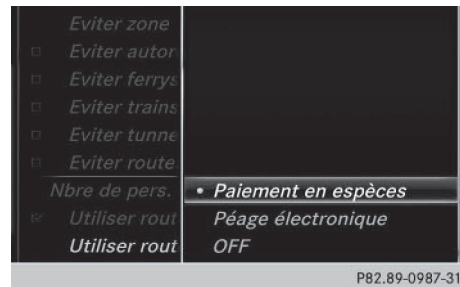 Eviter zone
Eviter autor
Eviter ferrys
Eviter trains
Eviter tunne
Eviter route
Nbre de pers.
• Paiement en espèces
Utiliser rout
Péage électronique
Utiliser rout
OFF
P82.89-0987-31